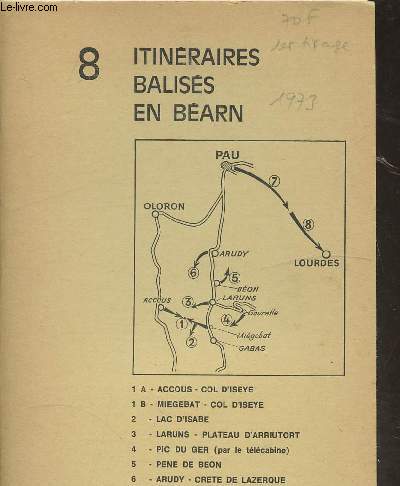 Le-livre.com
70F
1er tirage
1973
8 ITINÉRAIRES
BALISÉS
EN BÉARN
PAU
7
OLORON
8
ARUDY
LOURDES
6
5
BÉON
LARUNS
ACCOUS
3
4
Gourette
1
Miégebat
2
GABAS
1 A - ACCOUS - COL D'ISEYE
1 B - MIEGEBAT - COL D'ISEYE
2 - LAC D'ISABE
3 - LARUNS - PLATEAU D'ARRIUTORT
4 - PIC DU GER (par le télécabine)
5 - PENE DE BEON
6 - ARUDY - CRETE DE LAZERQUE